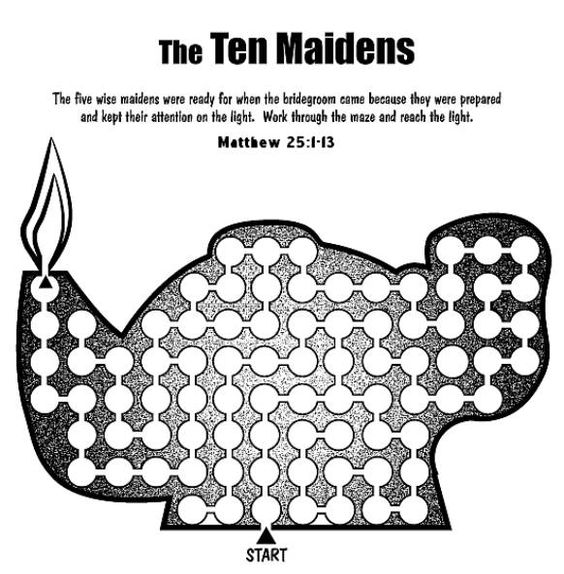 The Ten Maidens
The five wise maidens were ready for when the bridegroom came because they were prepared
and kept their attention on the light. Work through the maze and reach the light.
Matthew 25:1-13
START